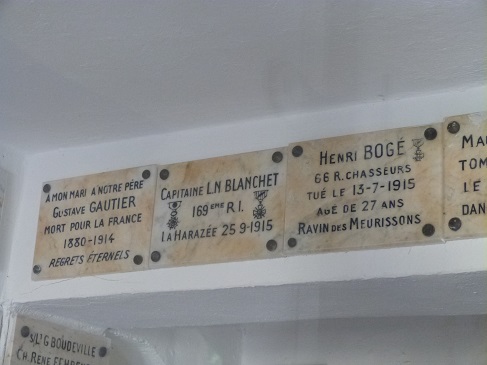 A MON MARI A NOTRE PÈRE
GUSTAVE GAUTIER
MORT POUR LA FRANCE
1880-1914
REGRETS ÉTERNELS
CAPITAINE L.N BLANCHET
169EME R I.
LA HARAZÉE 25 9-1915
HENRI BOGÉ
66 R. CHASSEURS
TUÉ LE 13-7-1915
AGE DE 27 ANS
RAVIN DES MEURISSONS
MA
TOM
LE
DAN
S/LT G BOUDEVILLE
CH. RENÉ